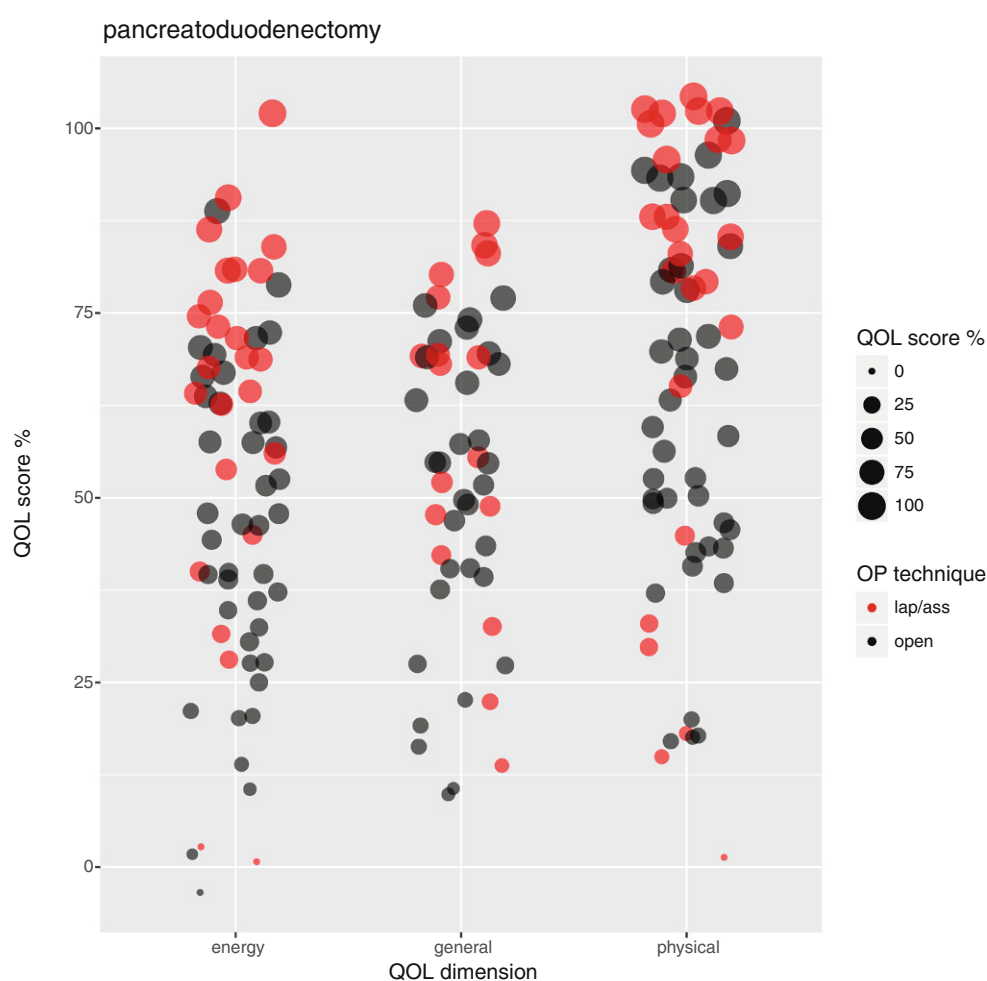 pancreatoduodenectomy
QOL score %
100
75
50
25
0
energy general physical
QOL dimension
QOL score %
0
25
50
75
100
OP technique
lap/ass
open